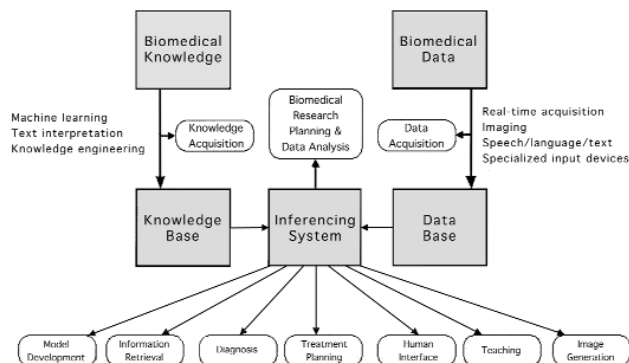 Biomedical
Knowledge
Biomedical
Data
Machine learning
Text interpretation
Knowledge engineering
Knowledge
Acquisition
Biomedical
Research
Planning &
Data Analysis
Data
Acquisition
Real-time acquisition
Imaging
Speech/language/text
Specialized input devices
Knowledge
Base
Inferencing
System
Data
Base
Model
Development
Information
Retrieval
Diagnosis
Treatment
Planning
Human
Interface
Teaching
Image
Generation